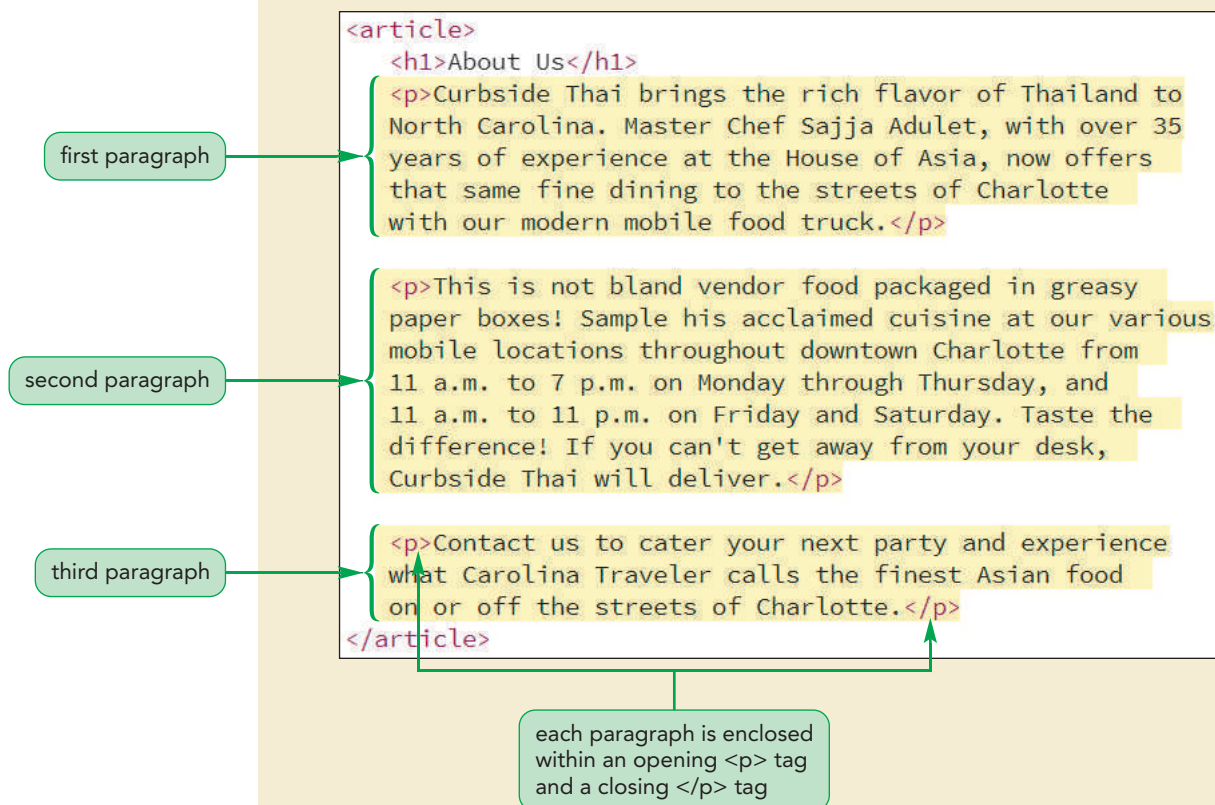 <article>
<h1>About Us</h1>
<p>Curbside Thai brings the rich flavor of Thailand to
North Carolina. Master Chef Sajja Adulet, with over 35
years of experience at the House of Asia, now offers
that same fine dining to the streets of Charlotte
with our modern mobile food truck.</p>
first paragraph
<p>This is not bland vendor food packaged in greasy
paper boxes! Sample his acclaimed cuisine at our various
mobile locations throughout downtown Charlotte from
11 a.m. to 7 p.m. on Monday through Thursday, and
11 a.m. to 11 p.m. on Friday and Saturday. Taste the
difference! If you can't get away from your desk,
Curbside Thai will deliver.</p>
second paragraph
<p>Contact us to cater your next party and experience
what Carolina Traveler calls the finest Asian food
on or off the streets of Charlotte.</p>
third paragraph
</article>
each paragraph is enclosed
within an opening <p> tag
and a closing </p> tag